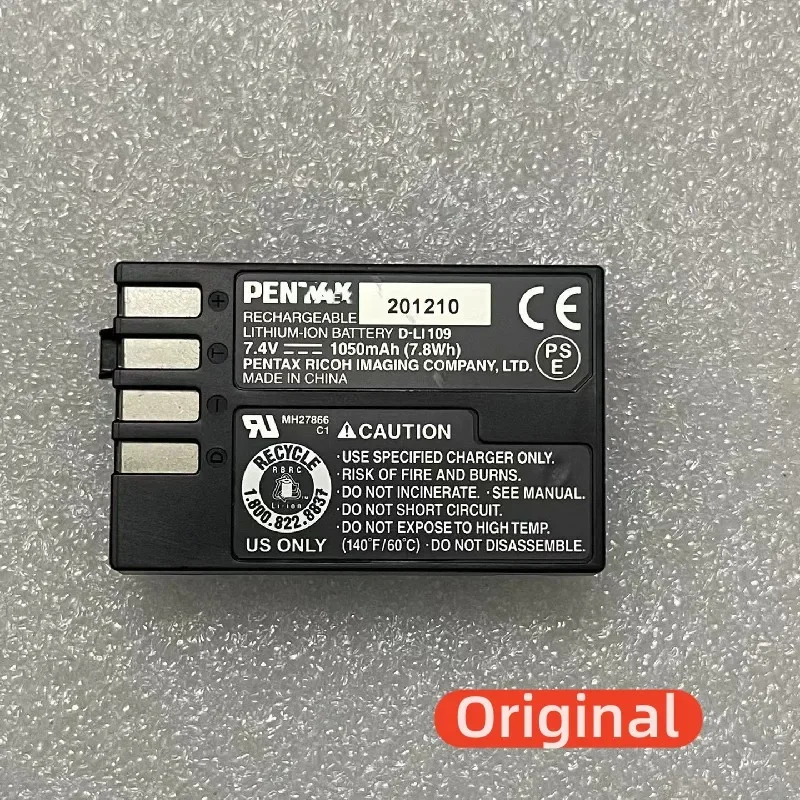 PENTAX
201210
RECHARGEABLE
LITHIUM-ION BATTERY D-LI109
7.4V 1050mAh (7.8Wh)
PENTAX RICOH IMAGING COMPANY, LTD.
MADE IN CHINA
CE
PS
E
+
T
-
D
MH27866
C1
CAUTION
RECYCLE
RBRC
Li-ion
1.800.822.8837
US ONLY
·USE SPECIFIED CHARGER ONLY.
·RISK OF FIRE AND BURNS.
·DO NOT INCINERATE. ·SEE MANUAL.
·DO NOT SHORT CIRCUIT.
·DO NOT EXPOSE TO HIGH TEMP.
(140°F/60°C) ·DO NOT DISASSEMBLE.
Original